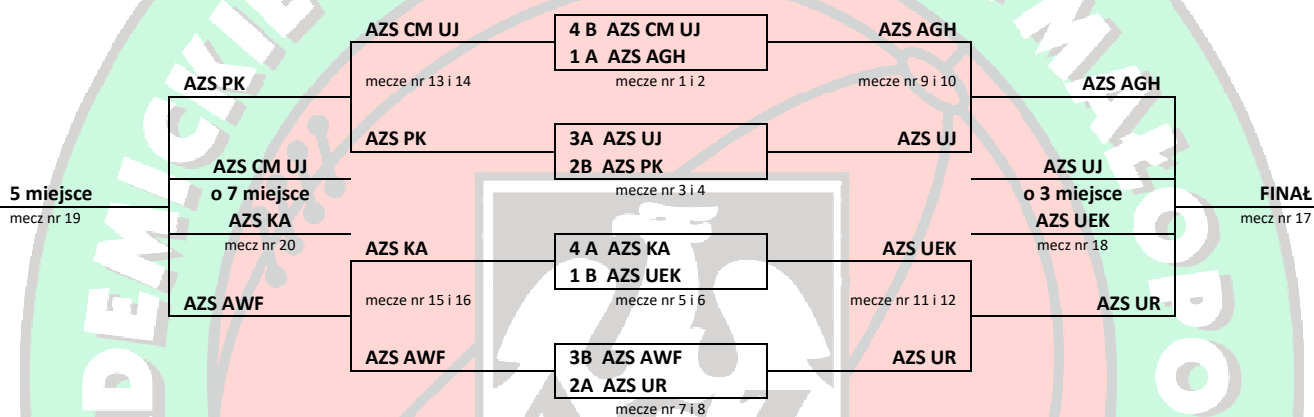 AZS CM UJ 4 B AZS CM UJ AZS AGH
1 A AZS AGH
AZS PK mecze nr 13 i 14 mecze nr 1 i 2 mecze nr 9 i 10 AZS AGH
AZS PK 3A AZS UJ AZS UJ
AZS CM UJ 2B AZS PK AZS UJ
5 miejsce o 7 miejsce mecze nr 3 i 4 o 3 miejsce FINAŁ
mecz nr 19 AZS KA AZS UEK mecz nr 17
mecz nr 20 AZS KA 4 A AZS KA AZS UEK mecz nr 18
1 B AZS UEK
AZS AWF mecze nr 15 i 16 mecze nr 5 i 6 mecze nr 11 i 12 AZS UR
AZS AWF 3B AZS AWF AZS UR
2A AZS UR
mecze nr 7 i 8
DEMICKIE
MAŁOPO